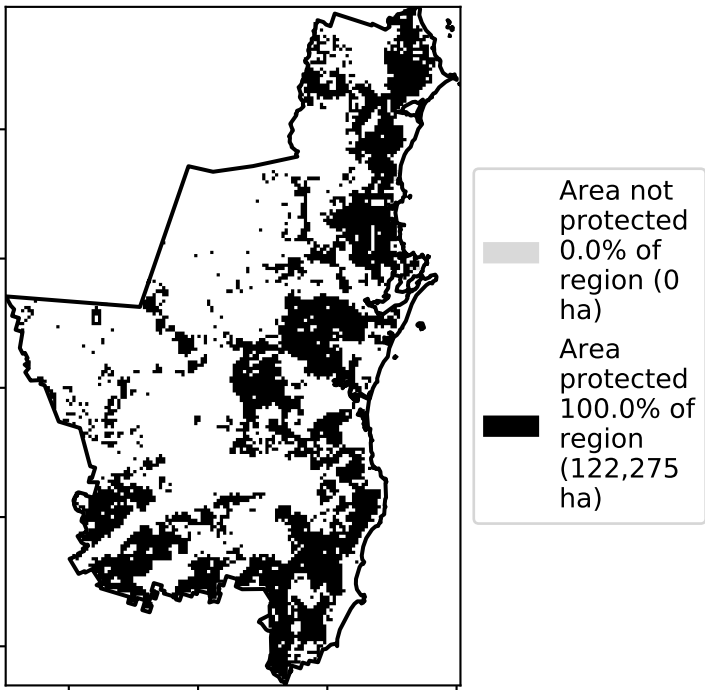 Area not
protected
0.0% of
region (0
ha)
Area
protected
100.0% of
region
(122,275
ha)